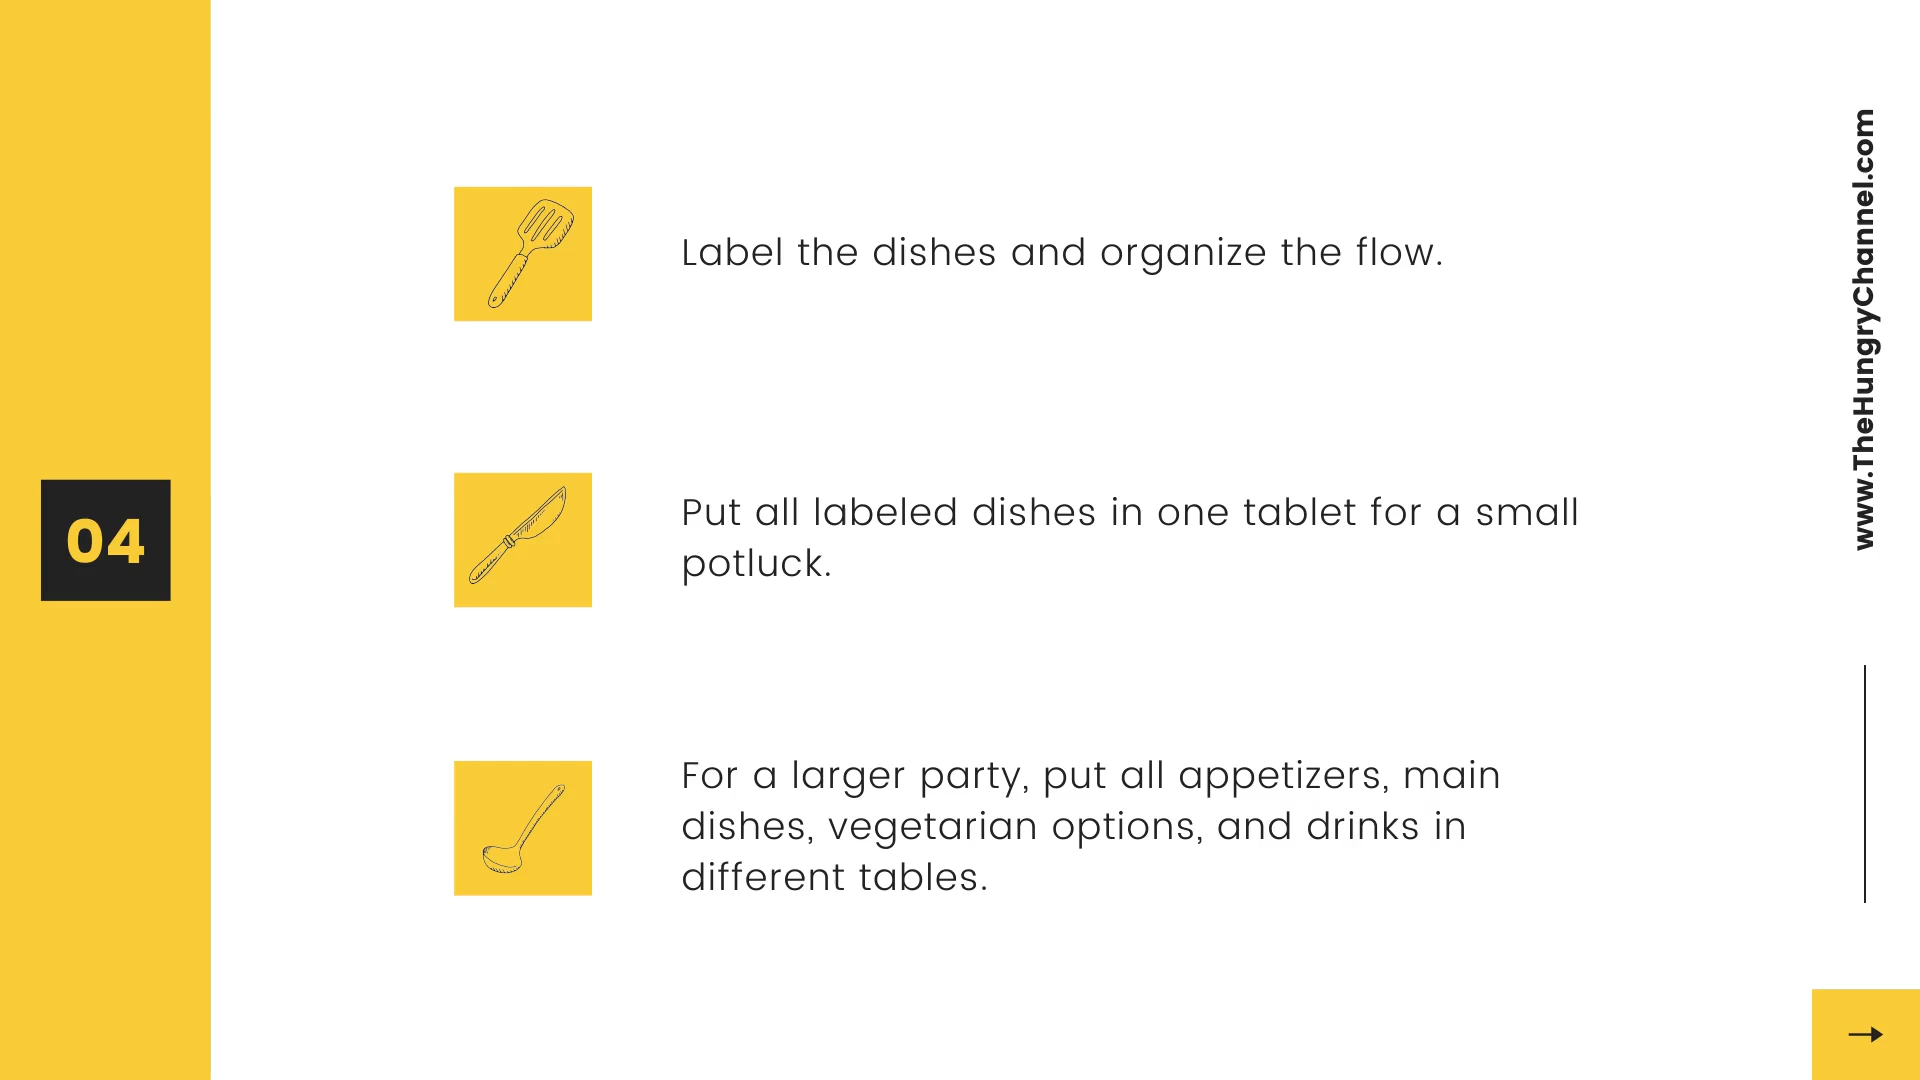 04
Label the dishes and organize the flow.
Put all labeled dishes in one tablet for a small
potluck.
For a larger party, put all appetizers, main
dishes, vegetarian options, and drinks in
different tables.
www.TheHungryChannel.com